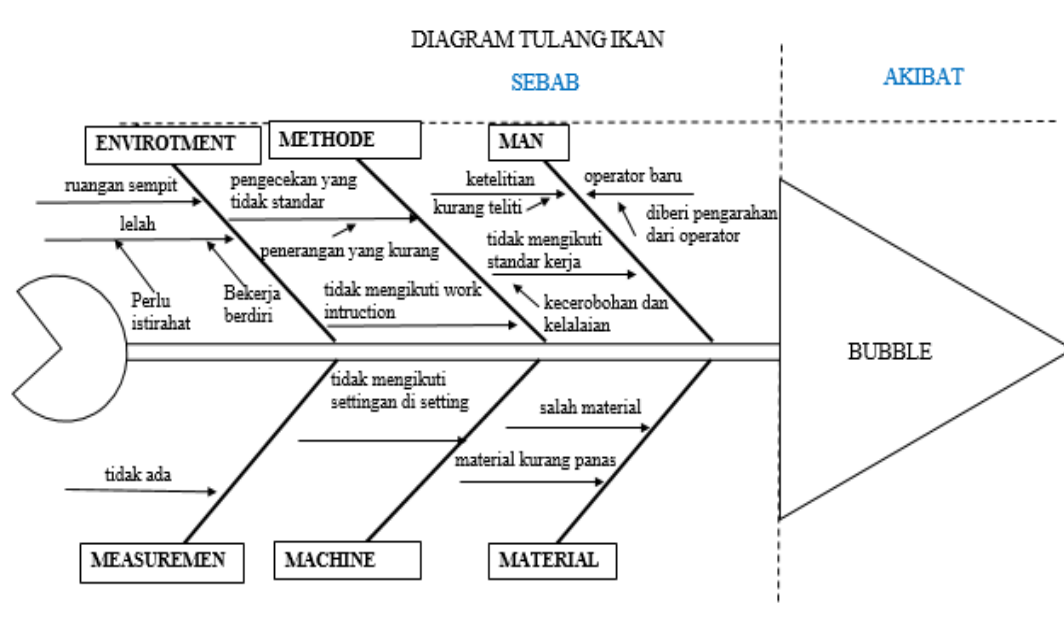 DIAGRAM TULANG IKAN
SEBAB
AKIBAT
ENVIROTMENT
METHODE
MAN
ruangan sempit
lelah
Perlu
istirahat
Bekerja
berdiri
pengecekan yang
tidak standar
penerangan yang kurang
tidak mengikuti work
intruction
ketelitian
kurang teliti
operator baru
diberi pengarahan
dari operator
tidak mengikuti
standar kerja
kecerobohan dan
kelalaian
BUBBLE
tidak ada
tidak mengikuti
settingan di setting
salah material
material kurang panas
MEASUREMEN
MACHINE
MATERIAL